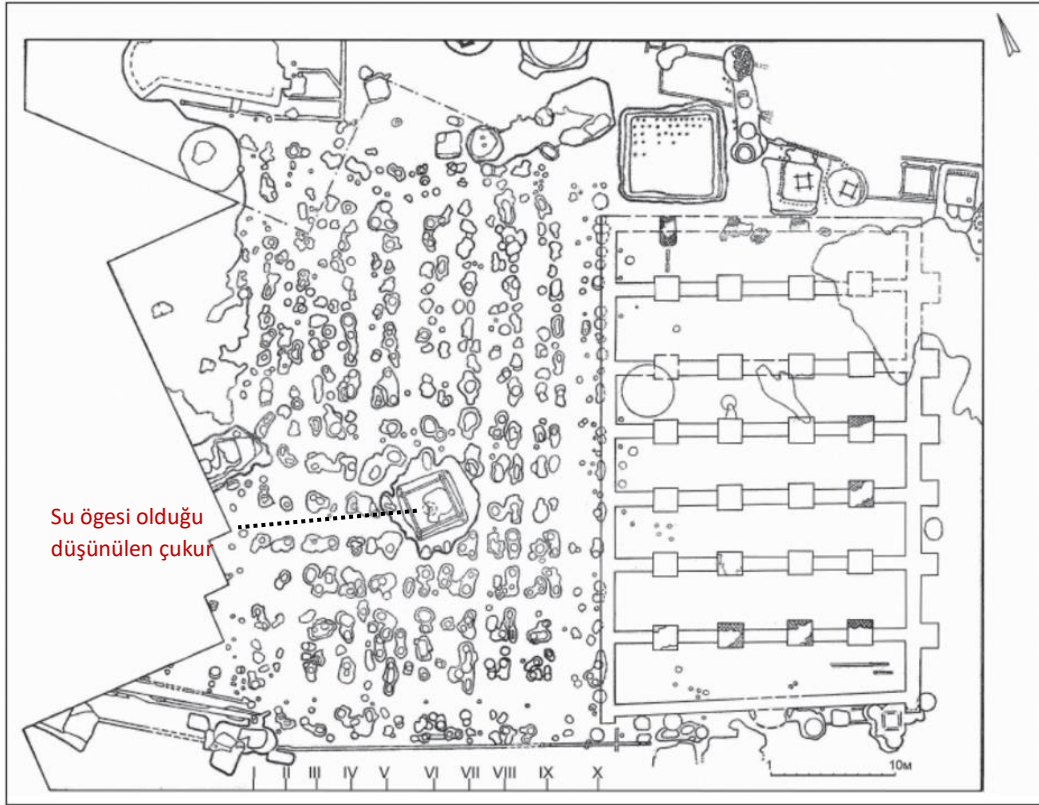 Su ögesi olduğu
düşünülen çukur
I II III IV V VI VII VIII IX X
1 10м